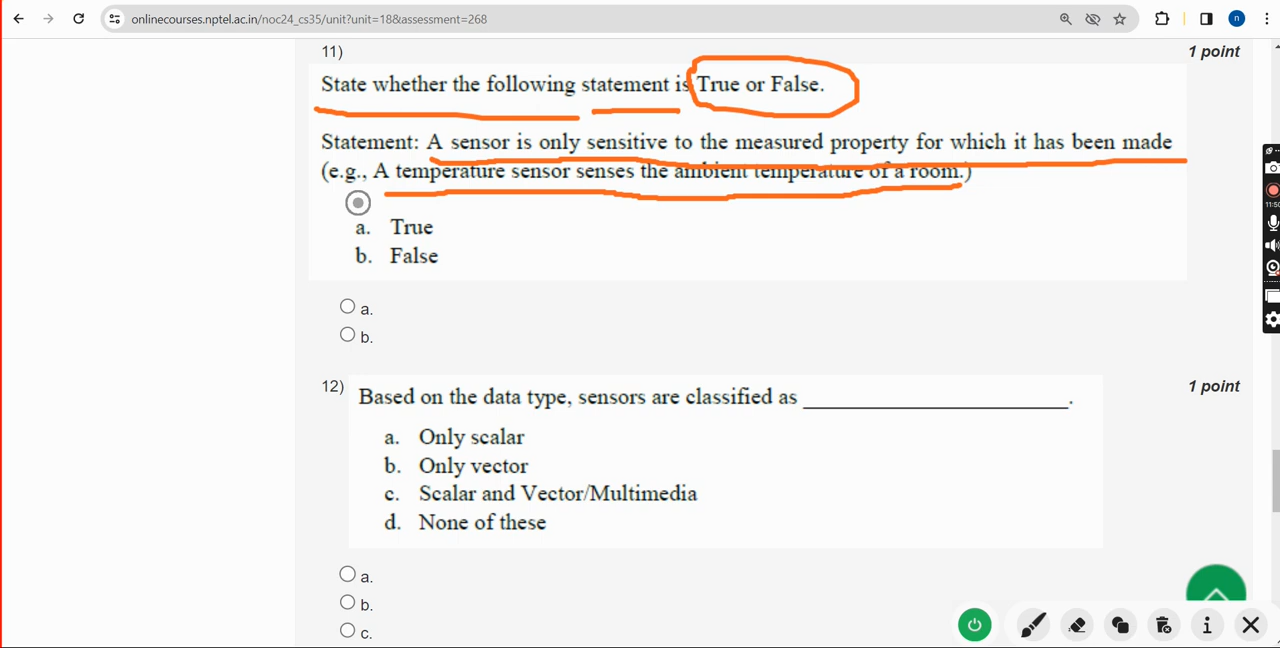 onlinecourses.nptel.ac.in/noc24_cs35/unit?unit=18&assessment=268
n
11)
1 point
State whether the following statement is True or False.
Statement: A sensor is only sensitive to the measured property for which it has been made
(e.g., A temperature sensor senses the ambient temperature of a room.)
a. True
b. False
a.
b.
12)
1 point
Based on the data type, sensors are classified as ______________________.
a. Only scalar
b. Only vector
c. Scalar and Vector/Multimedia
d. None of these
a.
b.
c.